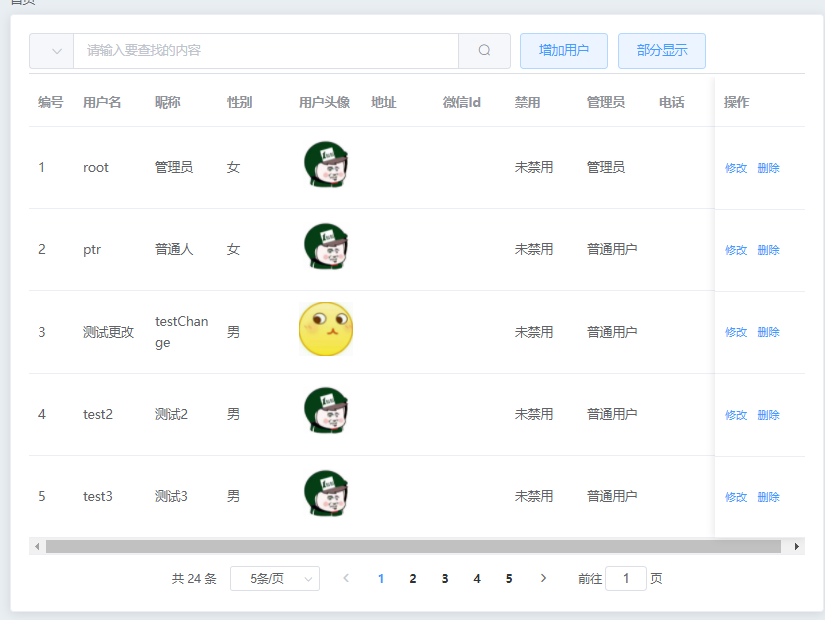 首页
请输入要查找的内容 增加用户 部分显示
编号 用户名 昵称 性别 用户头像 地址 微信Id 禁用 管理员 电话 操作
1 root 管理员 女 未禁用 管理员 修改 删除
2 ptr 普通人 女 未禁用 普通用户 修改 删除
3 测试更改 testChan
ge 男 未禁用 普通用户 修改 删除
4 test2 测试2 男 未禁用 普通用户 修改 删除
5 test3 测试3 男 未禁用 普通用户 修改 删除
共 24 条 5条/页 1 2 3 4 5 前往 1 页